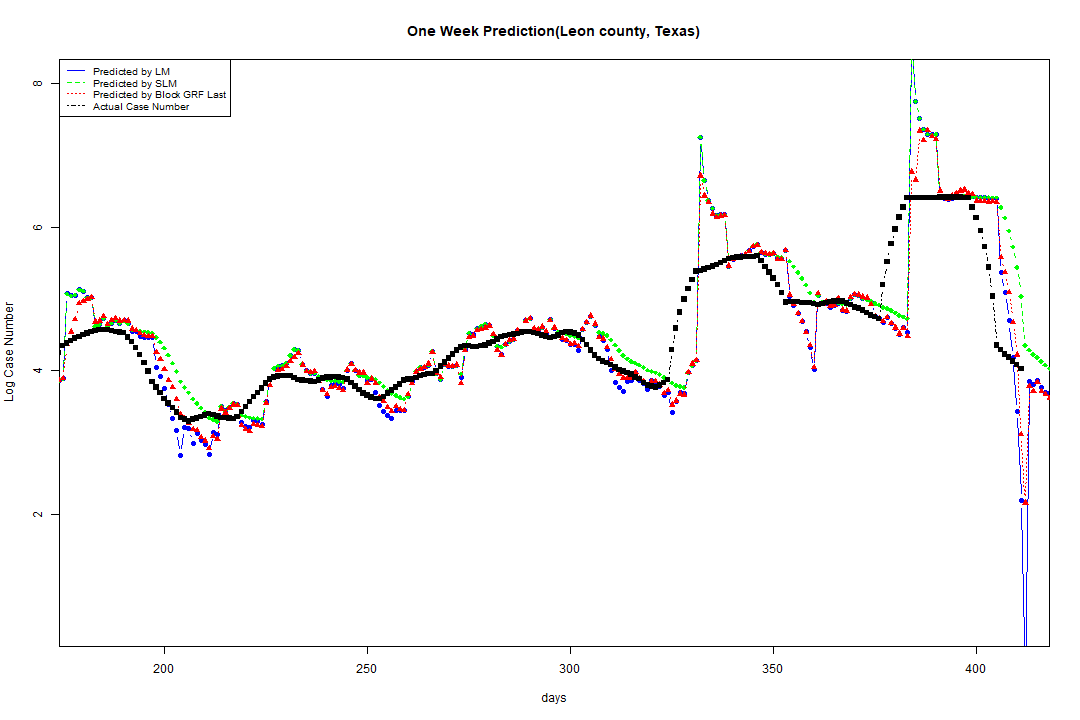 One Week Prediction(Leon county, Texas)
Predicted by LM
Predicted by SLM
Predicted by Block GRF Last
Actual Case Number
8
6
4
2
Log Case Number
200 250 300 350 400
days